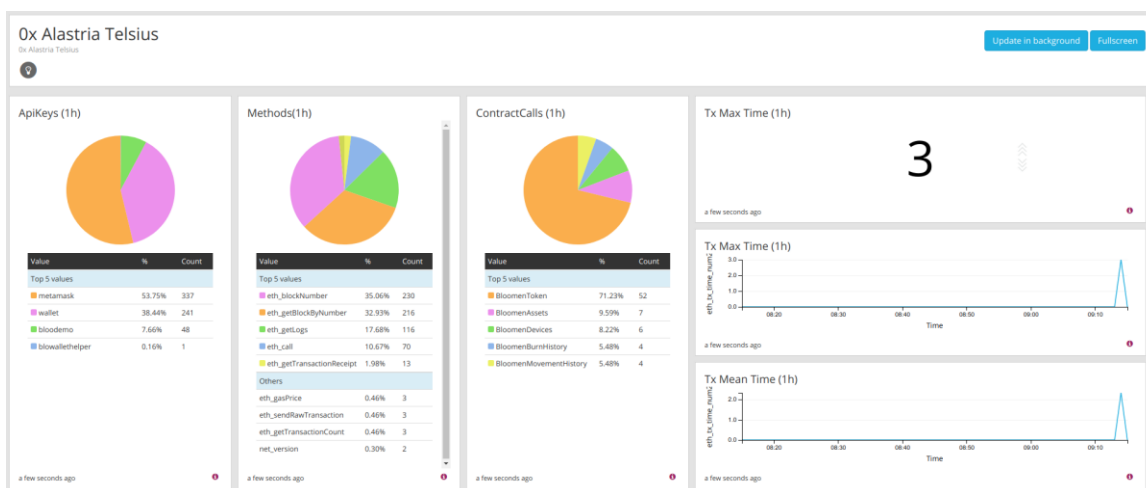 0x Alastria Telsius
0x Alastria Telsius
Update in background
Fullscreen
ApiKeys (1h)
Value % Count
Top 5 values
metamask 53.75% 337
wallet 38.44% 241
bloodemo 7.66% 48
blowallethelper 0.16% 1
a few seconds ago
Methods(1h)
Value % Count
Top 5 values
eth_blockNumber 35.06% 230
eth_getBlockByNumber 32.93% 216
eth_getLogs 17.68% 116
eth_call 10.67% 70
eth_getTransactionReceipt 1.98% 13
Others
eth_gasPrice 0.46% 3
eth_sendRawTransaction 0.46% 3
eth_getTransactionCount 0.46% 3
net_version 0.30% 2
a few seconds ago
ContractCalls (1h)
Value % Count
Top 5 values
BloomenToken 71.23% 52
BloomenAssets 9.59% 7
BloomenDevices 8.22% 6
BloomenBurnHistory 5.48% 4
BloomenMovementHistory 5.48% 4
a few seconds ago
Tx Max Time (1h)
3
a few seconds ago
Tx Max Time (1h)
eth_tx_time_num
3.0
2.0
1.0
0.0
08:20 08:30 08:40 08:50 09:00 09:10
Time
a few seconds ago
Tx Mean Time (1h)
eth_tx_time_num
2.0
1.0
0.0
08:20 08:30 08:40 08:50 09:00 09:10
Time
a few seconds ago